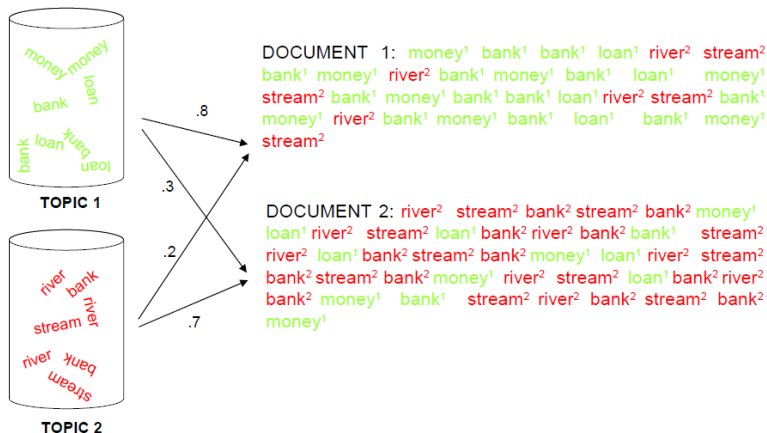 money
money
loan
bank
loan
bank
bank
loan
TOPIC 1
river
bank
river
stream
river
bank
stream
TOPIC 2
.8
.3
.2
.7
DOCUMENT 1: money¹ bank¹ bank¹ loan¹ river² stream²
bank¹ money¹ river² bank¹ money¹ bank¹ loan¹ money¹
stream² bank¹ money¹ bank¹ bank¹ loan¹ river² stream² bank¹
money¹ river² bank¹ money¹ bank¹ loan¹ bank¹ money¹
stream²
DOCUMENT 2: river² stream² bank² stream² bank² money¹
loan¹ river² stream² loan¹ bank² river² bank² bank¹ stream²
river² loan¹ bank² stream² bank² money¹ loan¹ river² stream²
bank² stream² bank² money¹ river² stream² loan¹ bank² river²
bank² money¹ bank¹ stream² river² bank² stream² bank²
money¹